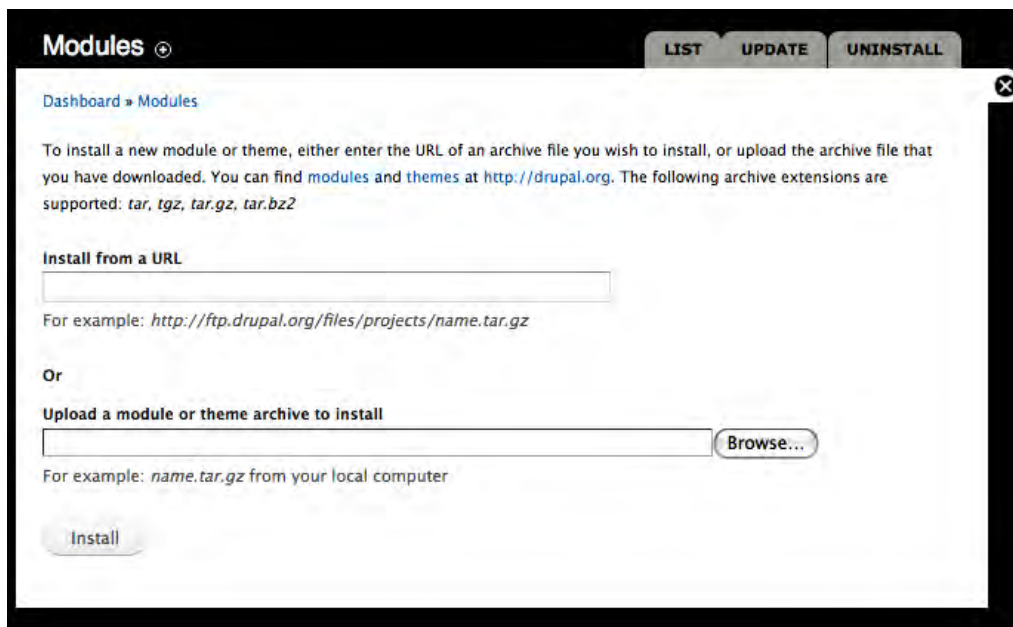 Modules
LIST UPDATE UNINSTALL
Dashboard » Modules
To install a new module or theme, either enter the URL of an archive file you wish to install, or upload the archive file that
you have downloaded. You can find modules and themes at http://drupal.org. The following archive extensions are
supported: tar, tgz, tar.gz, tar.bz2
Install from a URL
For example: http://ftp.drupal.org/files/projects/name.tar.gz
Or
Upload a module or theme archive to install
Browse...
For example: name.tar.gz from your local computer
Install